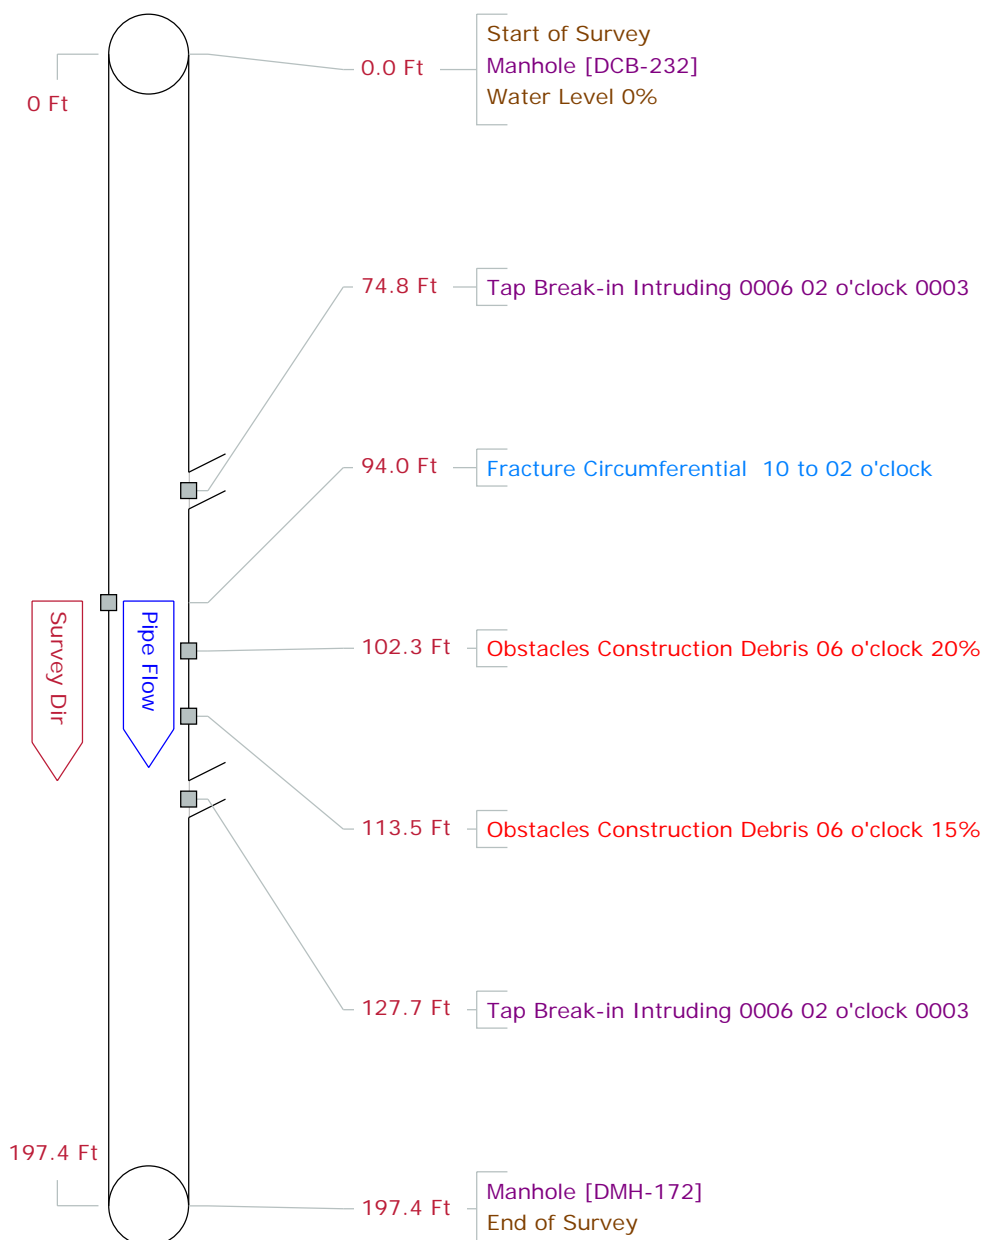 Start of Survey
0.0 Ft
Manhole [DCB-232]
Water Level 0%
0 Ft
74.8 Ft
Tap Break-in Intruding 0006 02 o'clock 0003
94.0 Ft
Fracture Circumferential  10 to 02 o'clock
Survey Dir
Pipe Flow
102.3 Ft
Obstacles Construction Debris 06 o'clock 20%
113.5 Ft
Obstacles Construction Debris 06 o'clock 15%
127.7 Ft
Tap Break-in Intruding 0006 02 o'clock 0003
197.4 Ft
197.4 Ft
Manhole [DMH-172]
End of Survey